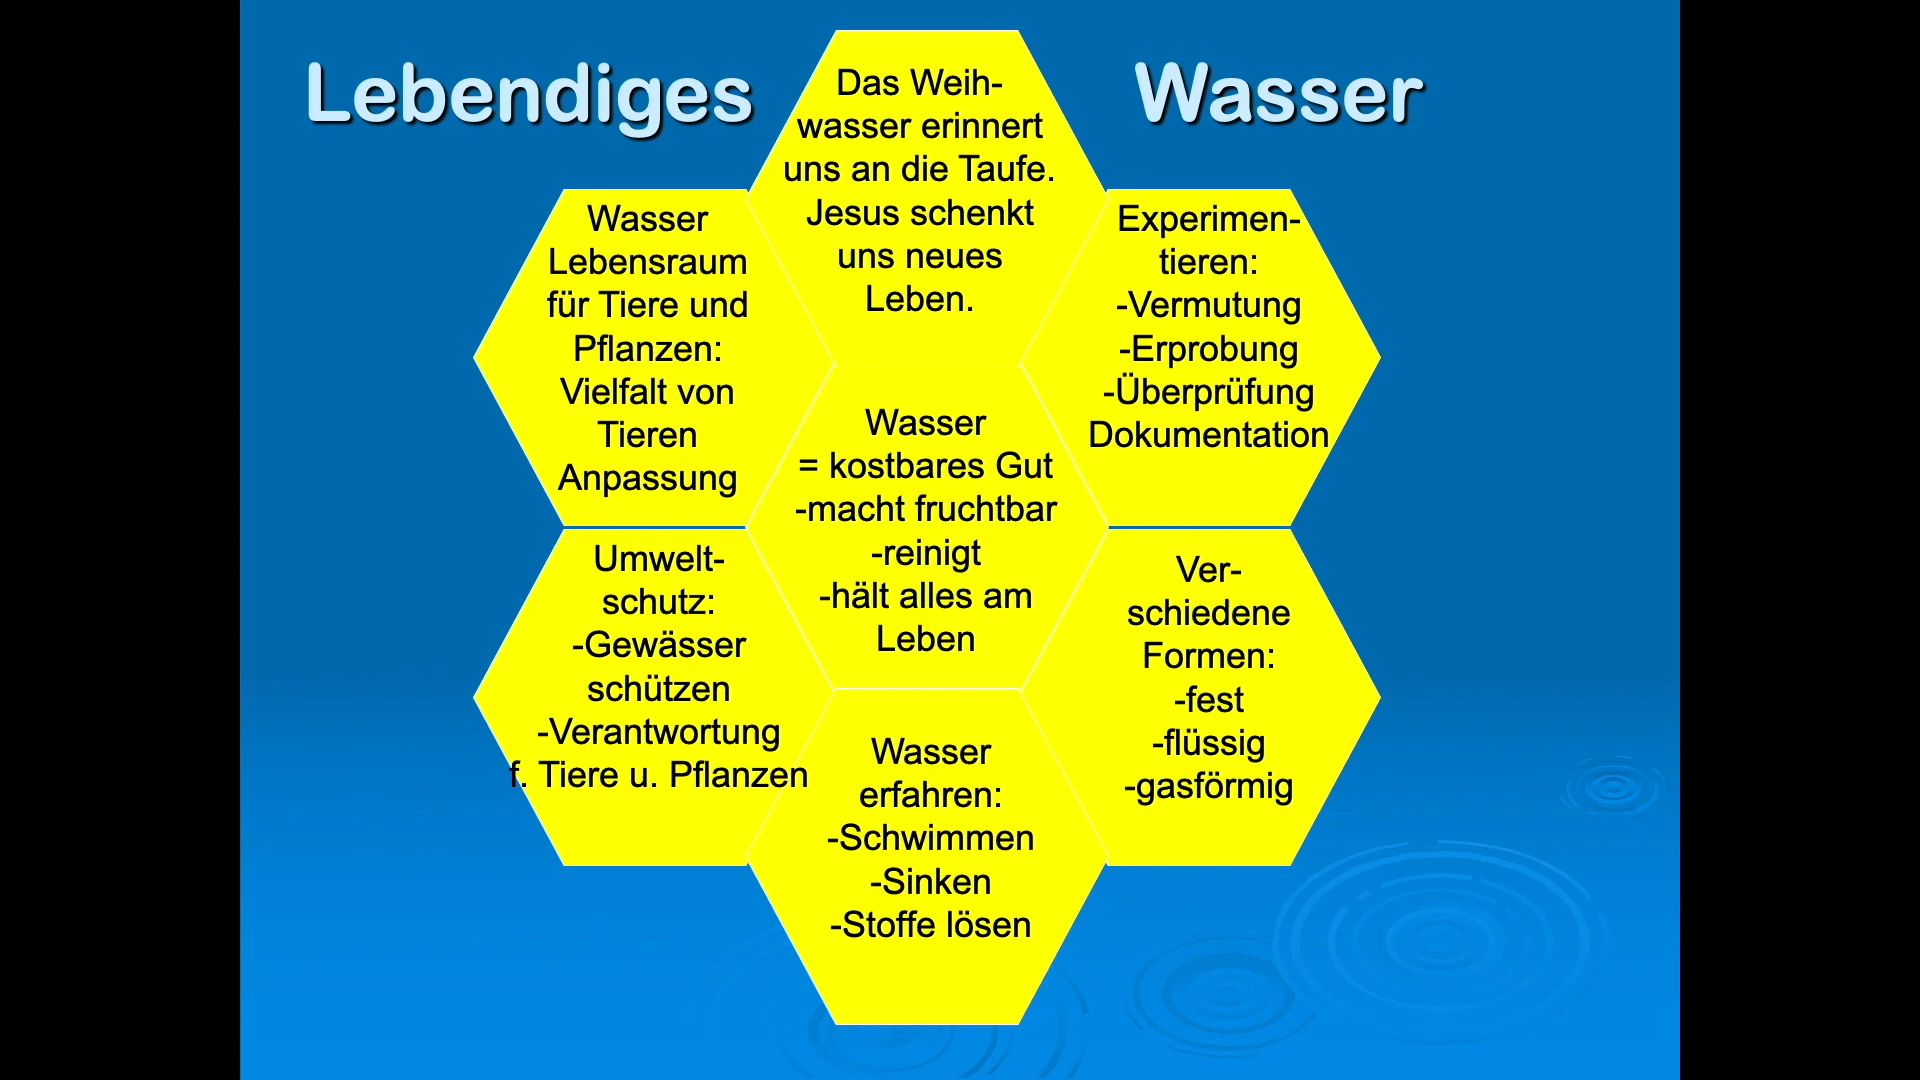 Lebendiges Wasser
Das Weih-
wasser erinnert
uns an die Taufe.
Jesus schenkt
uns neues
Leben.
Wasser
Lebensraum
für Tiere und
Pflanzen:
Vielfalt von
Tieren
Anpassung
Experimen-
tieren:
-Vermutung
-Erprobung
-Überprüfung
Dokumentation
Wasser
= kostbares Gut
-macht fruchtbar
-reinigt
-hält alles am
Leben
Umwelt-
schutz:
-Gewässer
schützen
-Verantwortung
f. Tiere u. Pflanzen
Ver-
schiedene
Formen:
-fest
-flüssig
-gasförmig
Wasser
erfahren:
-Schwimmen
-Sinken
-Stoffe lösen